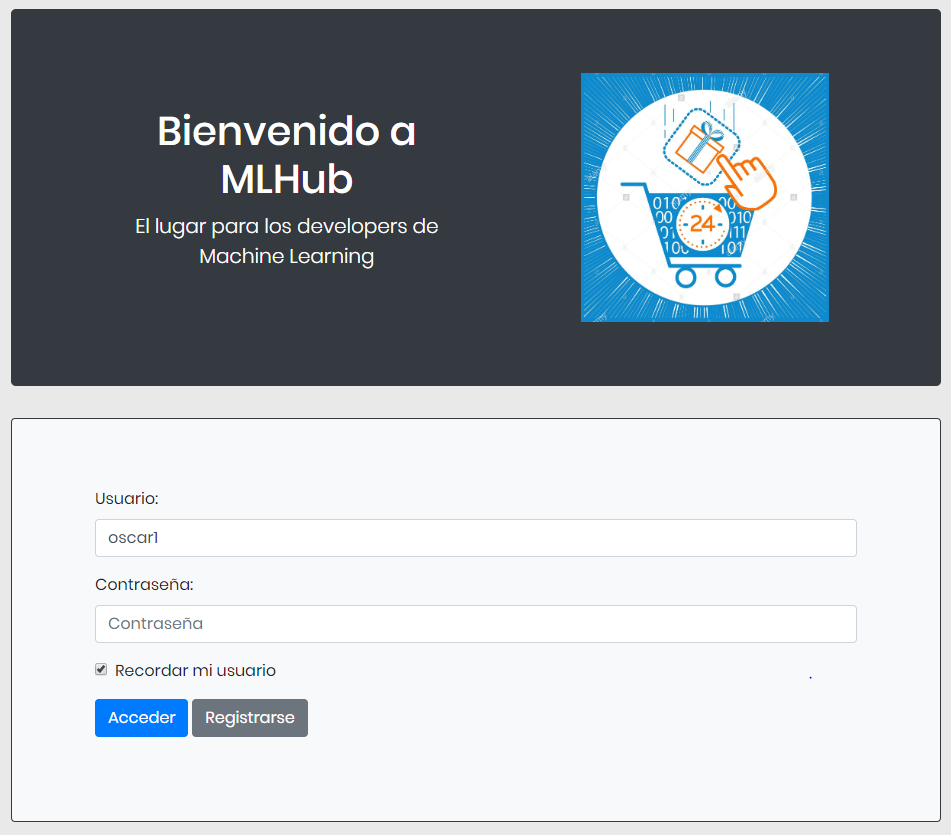 Bienvenido a
MLHub
El lugar para los developers de
Machine Learning
24
Usuario:
oscar1
Contraseña:
Contraseña
Recordar mi usuario
Acceder Registrarse